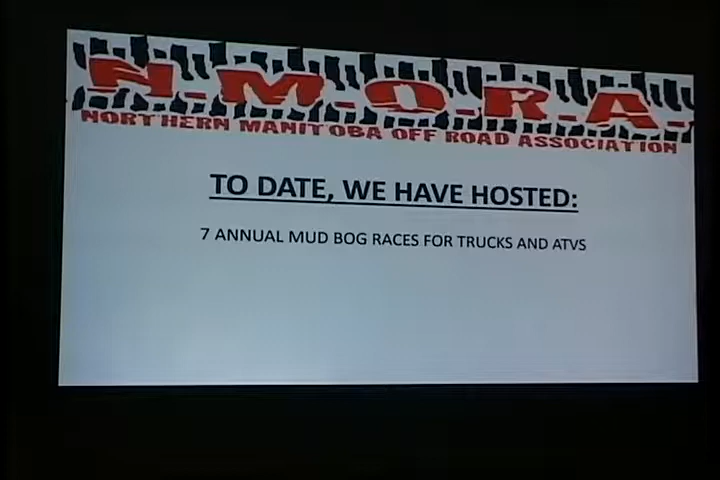 N.M.O.R.A.
NORTHERN MANITOBA OFF ROAD ASSOCIATION
TO DATE, WE HAVE HOSTED:
7 ANNUAL MUD BOG RACES FOR TRUCKS AND ATVS